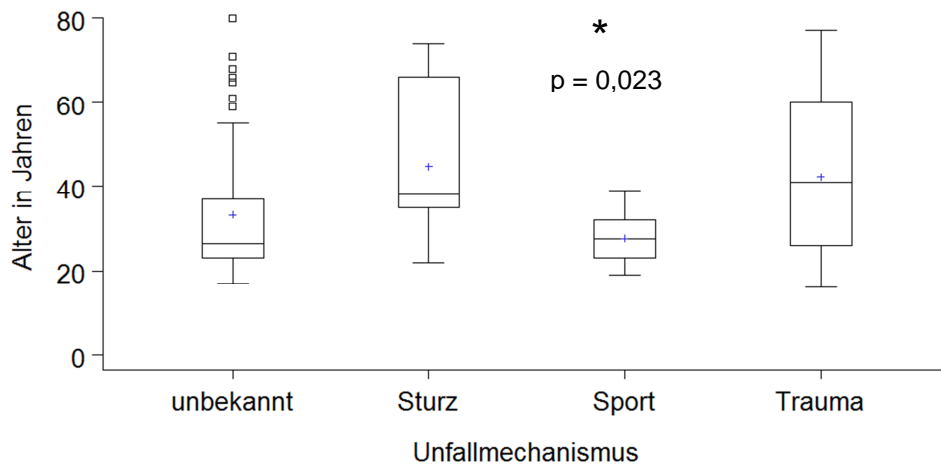 80
60
40
20
0
Alter in Jahren
*
p = 0,023
unbekannt Sturz Sport Trauma
Unfallmechanismus